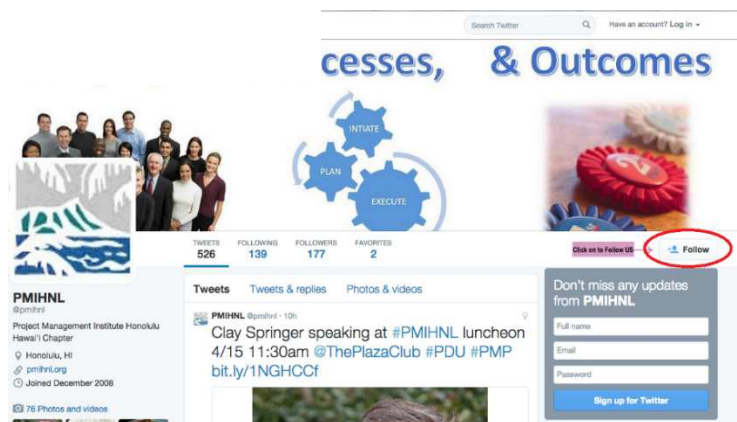 Search Twitter
Have an account? Log in
cesses, & Outcomes
INTIATE
PLAN
EXECUTE
2
TWEETS FOLLOWING FOLLOWERS FAVORITES
526 139 177 2
Click on to Follow US
Follow
PMIHNL
@pmihnl
Project Management Institute Honolulu
Hawai'i Chapter
Honolulu, HI
pmihnl.org
Joined December 2008
76 Photos and videos
Tweets Tweets & replies Photos & videos
PMIHNL @pmihnl · 10h
Clay Springer speaking at #PMIHNL luncheon
4/15 11:30am @ThePlazaClub #PDU #PMP
bit.ly/1NGHCCf
Don't miss any updates
from PMIHNL
Full name
Email
Password
Sign up for Twitter